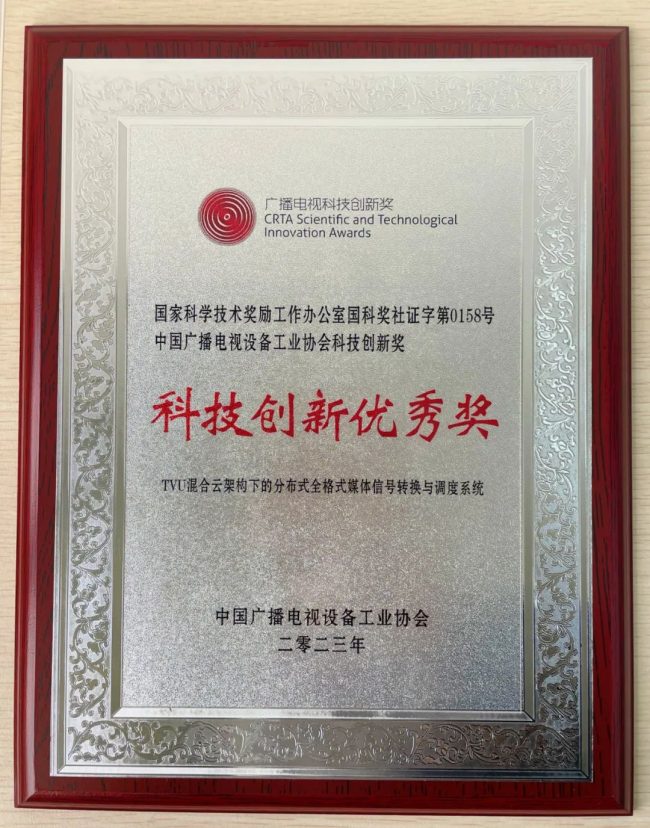 广播电视科技创新奖
CRTA Scientific and Technological
Innovation Awards
国家科学技术奖励工作办公室国科奖社证字第0158号
中国广播电视设备工业协会科技创新奖
科技创新优秀奖
TVU混合云架构下的分布式全格式媒体信号转换与调度系统
中国广播电视设备工业协会
二零二三年